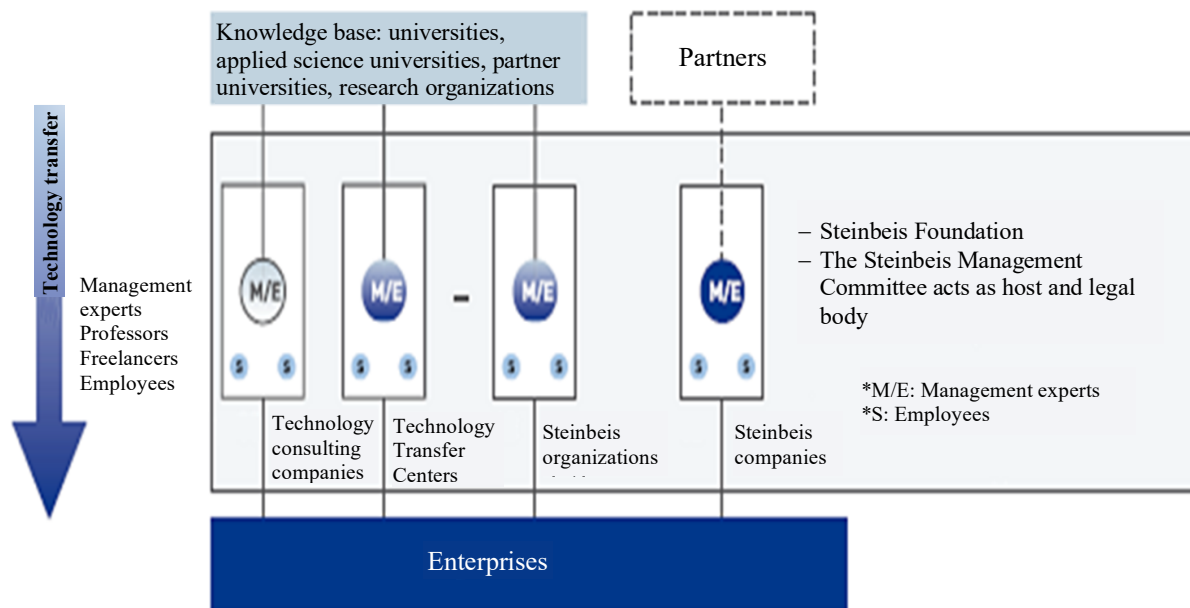 Knowledge base: universities,
applied science universities, partner
universities, research organizations
Partners
Technology transfer
Management
experts
Professors
Freelancers
Employees
M/E
M/E
-
M/E
M/E
S S
S S
S S
S S
– Steinbeis Foundation
– The Steinbeis Management
Committee acts as host and legal
body
*M/E: Management experts
*S: Employees
Technology
consulting
companies
Technology
Transfer
Centers
Steinbeis
organizations
Steinbeis
companies
Enterprises